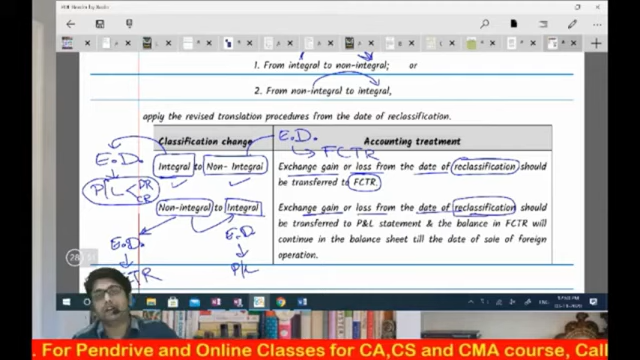 1. From integral to non-integral; or
2. From non-integral to integral,
apply the revised translation procedures from the date of reclassification.
Classification change
E.D.
FCTR
Accounting treatment
E.D.
P/L
DR
CR
Integral to Non- Integral
Exchange gain or loss from the date of reclassification should
be transferred to FCTR.
Non-integral to Integral
Exchange gain or loss from the date of reclassification should
be transferred to P&L statement & the balance in FCTR will
continue in the balance sheet till the date of sale of foreign
operation.
E.D.
E.D.
P/L
CTR
. For Pendrive and Online Classes for CA,CS and CMA course, Call